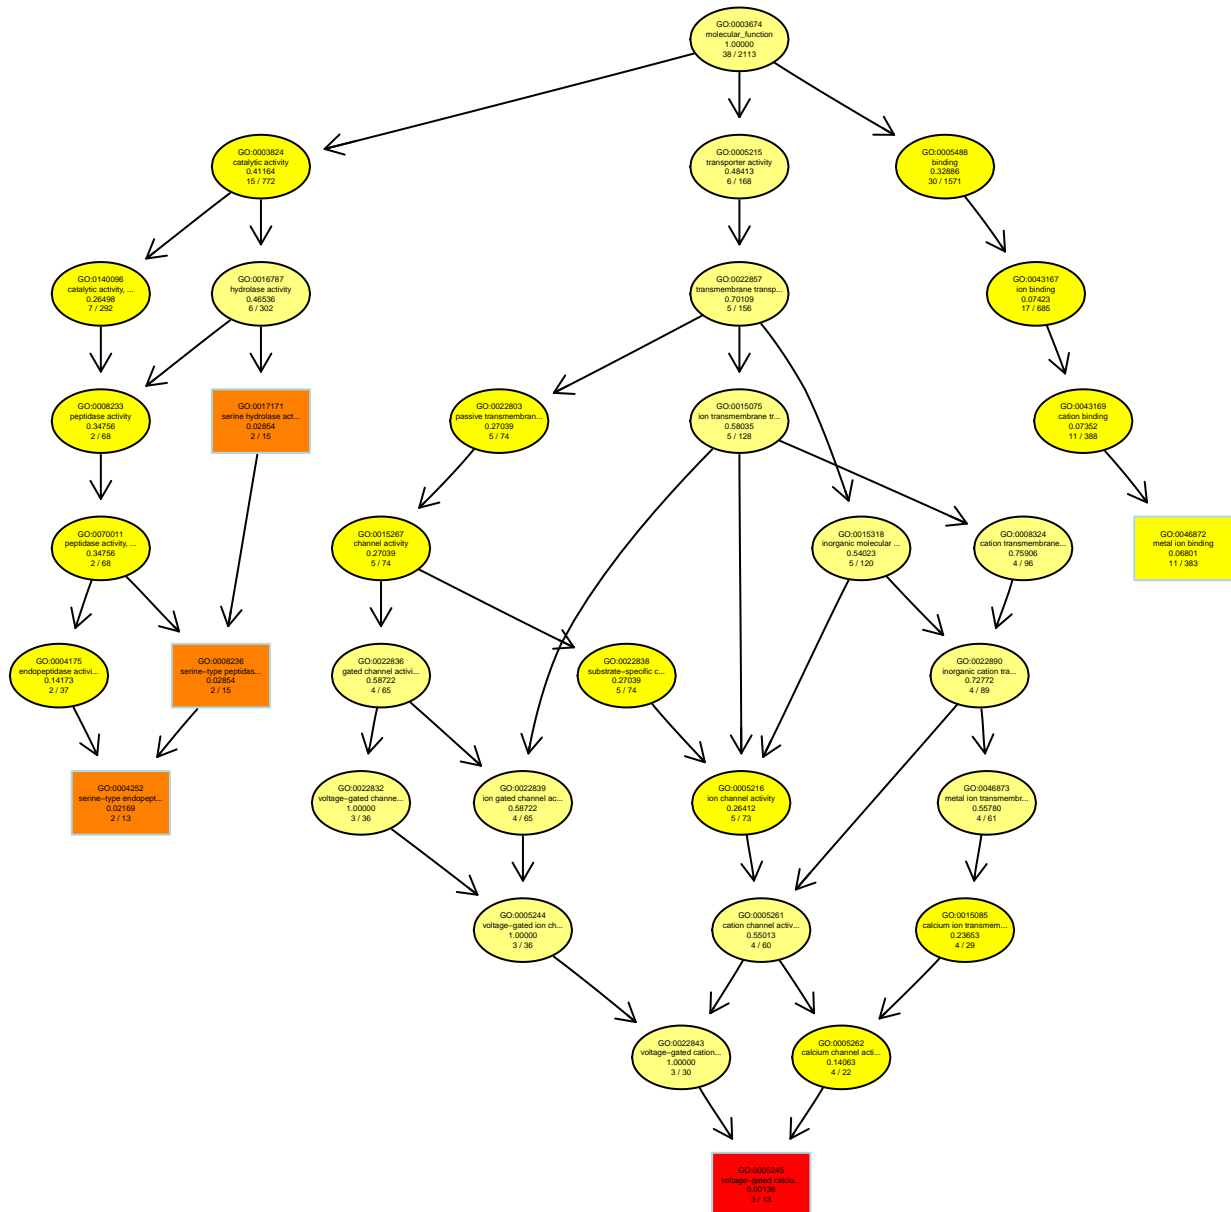 GO:0003674
molecular_function
1.00000
38 / 2113
GO:0003824
catalytic activity
0.41164
15 / 772
GO:0005215
transporter activity
0.48413
6 / 168
GO:0005488
binding
0.32886
30 / 1571
GO:0140096
catalytic activity, ...
0.26498
7 / 292
GO:0016787
hydrolase activity
0.46536
6 / 302
GO:0022857
transmembrane transp...
0.70109
5 / 156
GO:0043167
ion binding
0.07423
17 / 685
GO:0008233
peptidase activity
0.34756
2 / 68
GO:0017171
serine hydrolase act...
0.02854
2 / 15
GO:0022803
passive transmembran...
0.27039
5 / 74
GO:0015075
ion transmembrane tr...
0.58035
5 / 128
GO:0043169
cation binding
0.07352
11 / 388
GO:0070011
peptidase activity, ...
0.34756
2 / 68
GO:0015267
channel activity
0.27039
5 / 74
GO:0015318
inorganic molecular ...
0.54023
5 / 120
GO:0008324
cation transmembrane...
0.75906
4 / 96
GO:0046872
metal ion binding
0.06801
11 / 383
GO:0004175
endopeptidase activi...
0.14173
2 / 37
GO:0008236
serine−type peptidas...
0.02854
2 / 15
GO:0022836
gated channel activi...
0.58722
4 / 65
GO:0022838
substrate−specific c...
0.27039
5 / 74
GO:0022890
inorganic cation tra...
0.72772
4 / 89
GO:0004252
serine−type endopept...
0.02169
2 / 13
GO:0022832
voltage−gated channe...
1.00000
3 / 36
GO:0022839
ion gated channel ac...
0.58722
4 / 65
GO:0005216
ion channel activity
0.26412
5 / 73
GO:0046873
metal ion transmembr...
0.55780
4 / 61
GO:0005244
voltage−gated ion ch...
1.00000
3 / 36
GO:0005261
cation channel activ...
0.55013
4 / 60
GO:0015085
calcium ion transmem...
0.23653
4 / 29
GO:0022843
voltage−gated cation...
1.00000
3 / 30
GO:0005262
calcium channel acti...
0.14063
4 / 22
GO:0005245
voltage−gated calciu...
0.00138
3 / 13